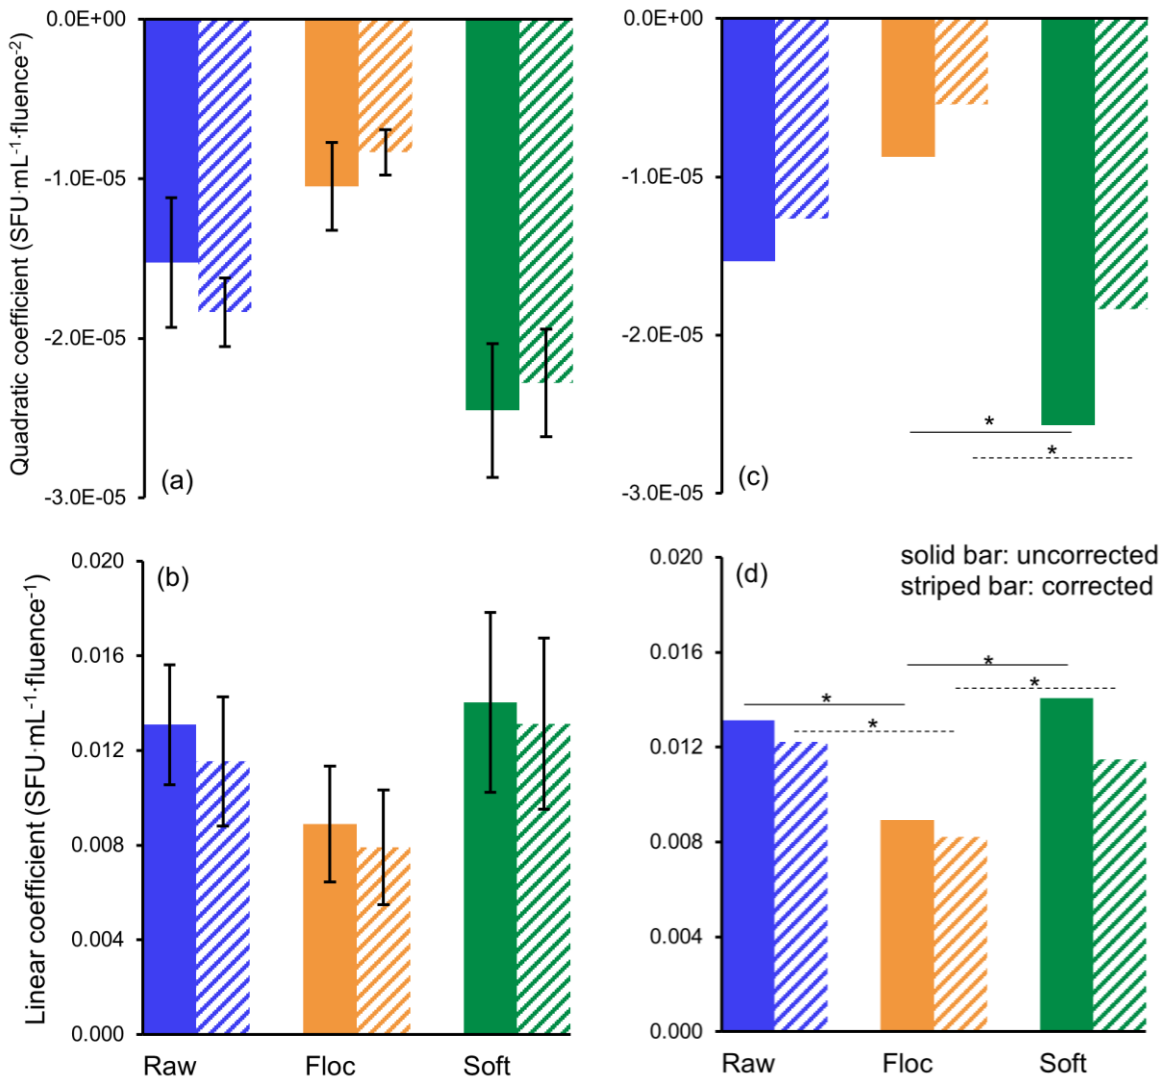 Quadratic coefficient (SFU·mL⁻¹·fluence⁻²)
0.E+00
-1.0E-05
-2.0E-05
-3.0E-05
(a)
0.E+00
-1.0E-05
-2.0E-05
-3.0E-05
(c)
*
*
Linear coefficient (SFU·mL⁻¹·fluence⁻¹)
0.020
0.016
0.012
0.008
0.004
0.000
(b)
Raw Floc Soft
0.020
0.016
0.012
0.008
0.004
0.000
(d)
solid bar: uncorrected
striped bar: corrected
*
*
*
*
Raw Floc Soft